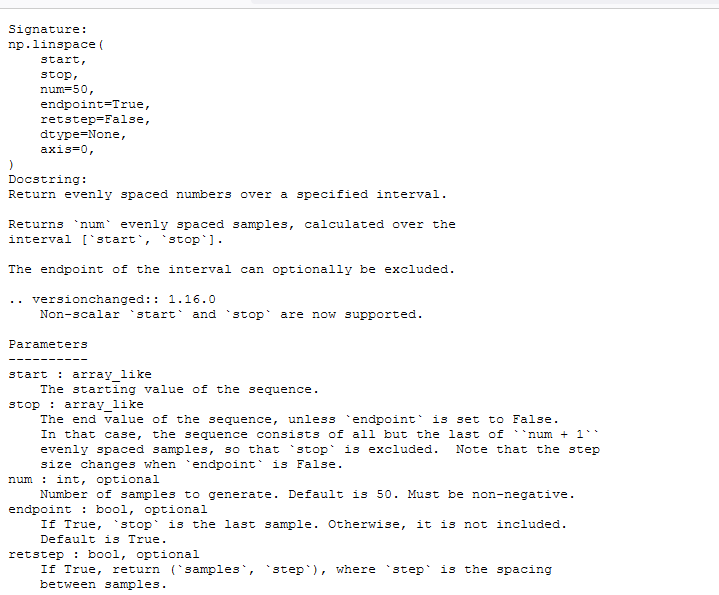 Signature:
np.linspace(
    start,
    stop,
    num=50,
    endpoint=True,
    retstep=False,
    dtype=None,
    axis=0,
)
Docstring:
Return evenly spaced numbers over a specified interval.

Returns `num` evenly spaced samples, calculated over the
interval [`start`, `stop`].

The endpoint of the interval can optionally be excluded.

.. versionchanged:: 1.16.0
    Non-scalar `start` and `stop` are now supported.

Parameters
----------
start : array_like
    The starting value of the sequence.
stop : array_like
    The end value of the sequence, unless `endpoint` is set to False.
    In that case, the sequence consists of all but the last of ``num + 1``
    evenly spaced samples, so that `stop` is excluded.  Note that the step
    size changes when `endpoint` is False.
num : int, optional
    Number of samples to generate. Default is 50. Must be non-negative.
endpoint : bool, optional
    If True, `stop` is the last sample. Otherwise, it is not included.
    Default is True.
retstep : bool, optional
    If True, return (`samples`, `step`), where `step` is the spacing
    between samples.